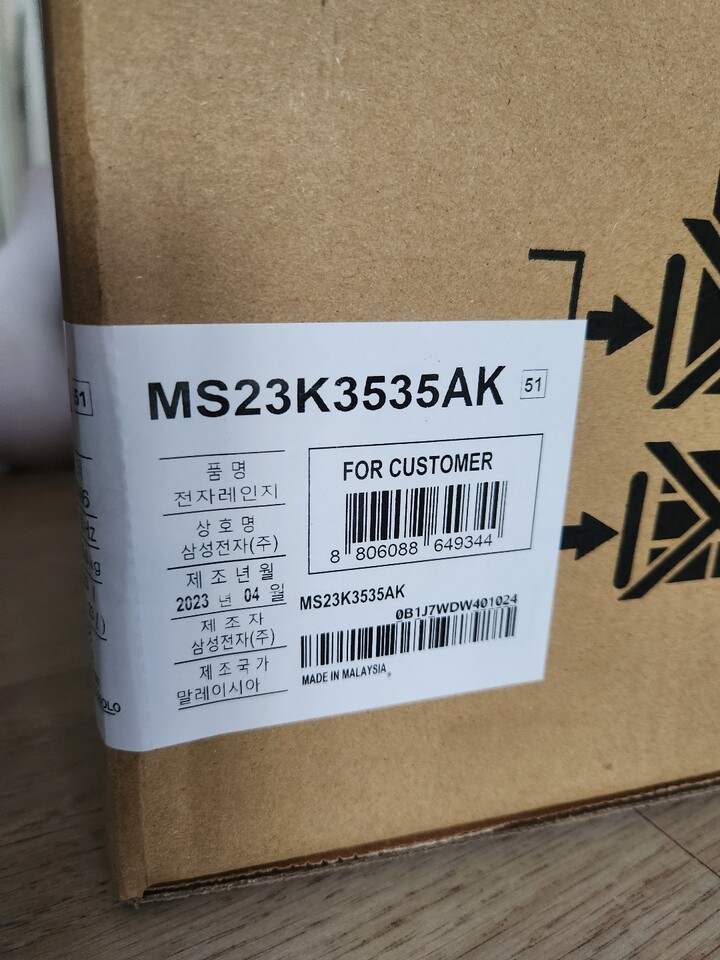 MS23K3535AK 51
품명
전자레인지
상호명
삼성전자(주)
제조년월
2023 년 04 월
제조자
삼성전자(주)
제조국가
말레이시아
FOR CUSTOMER
8 806088 649344
MS23K3535AK
0B1J7WDW401024
MADE IN MALAYSIA
51